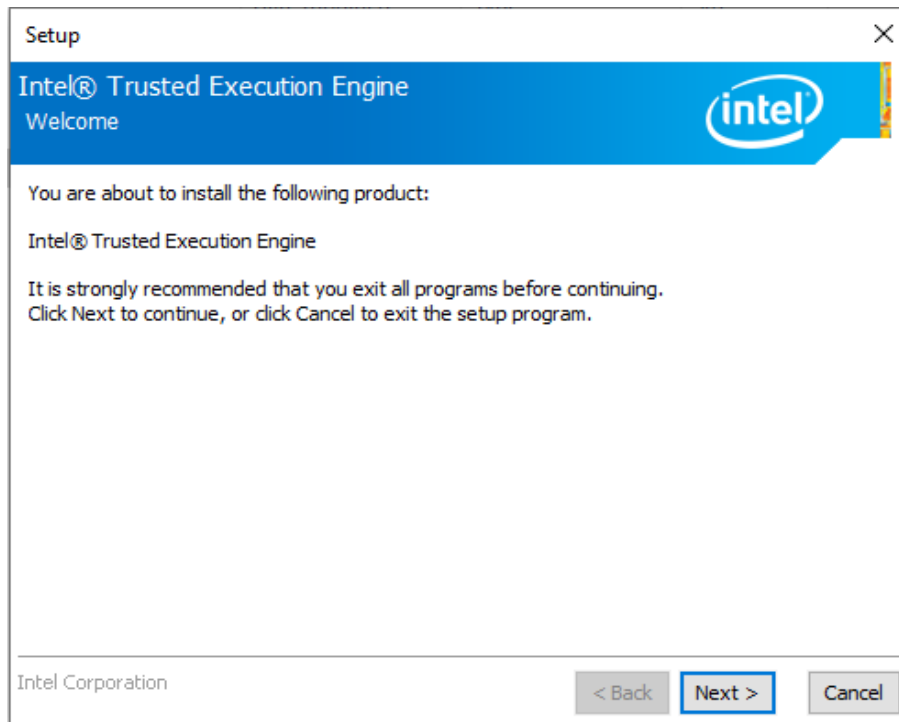 Setup
Intel® Trusted Execution Engine
Welcome
intel
You are about to install the following product:
Intel® Trusted Execution Engine
It is strongly recommended that you exit all programs before continuing.
Click Next to continue, or click Cancel to exit the setup program.
Intel Corporation
< Back
Next >
Cancel